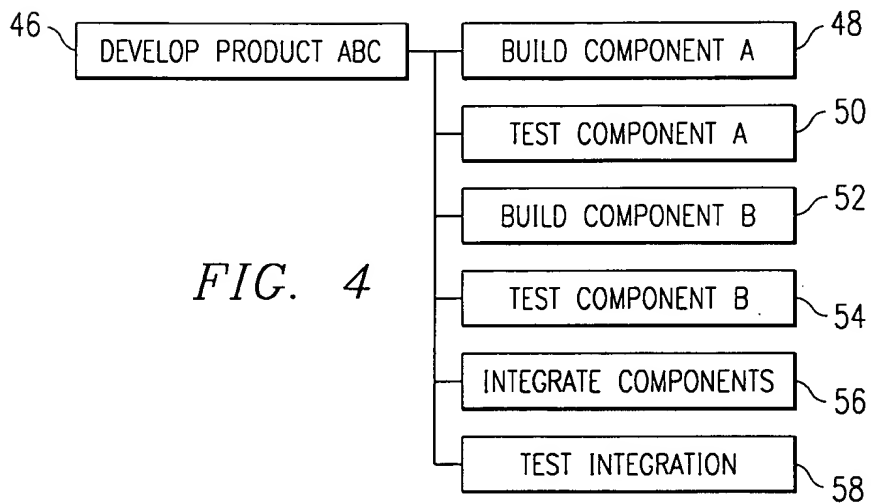 46
DEVELOP PRODUCT ABC
BUILD COMPONENT A
48
TEST COMPONENT A
50
BUILD COMPONENT B
52
TEST COMPONENT B
54
INTEGRATE COMPONENTS
56
TEST INTEGRATION
58
FIG. 4